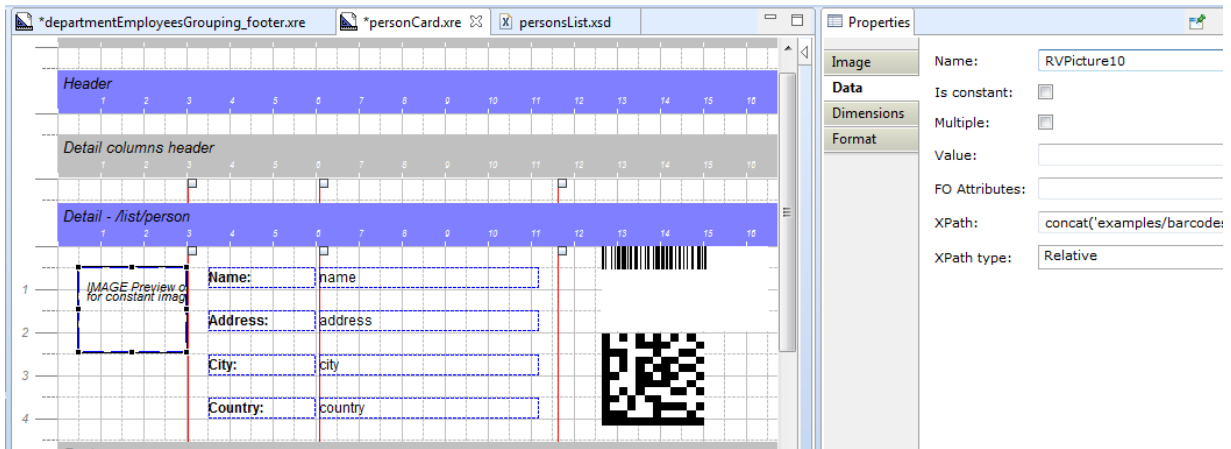 *departmentEmployeesGrouping_footer.xre
*personCard.xre
personsList.xsd
Header
1 2 3 4 5 6 7 8 9 10 11 12 13 14 15 16
Detail columns header
1 2 3 4 5 6 7 8 9 10 11 12 13 14 15 16
Detail - /list/person
1 2 3 4 5 6 7 8 9 10 11 12 13 14 15 16
IMAGE Preview o
for constant imag
Name: name
Address: address
City: city
Country: country
1
2
3
4
Properties
Image
Data
Dimensions
Format
Name: RVPicture10
Is constant:
Multiple:
Value:
FO Attributes:
XPath: concat('examples/barcodes
XPath type: Relative